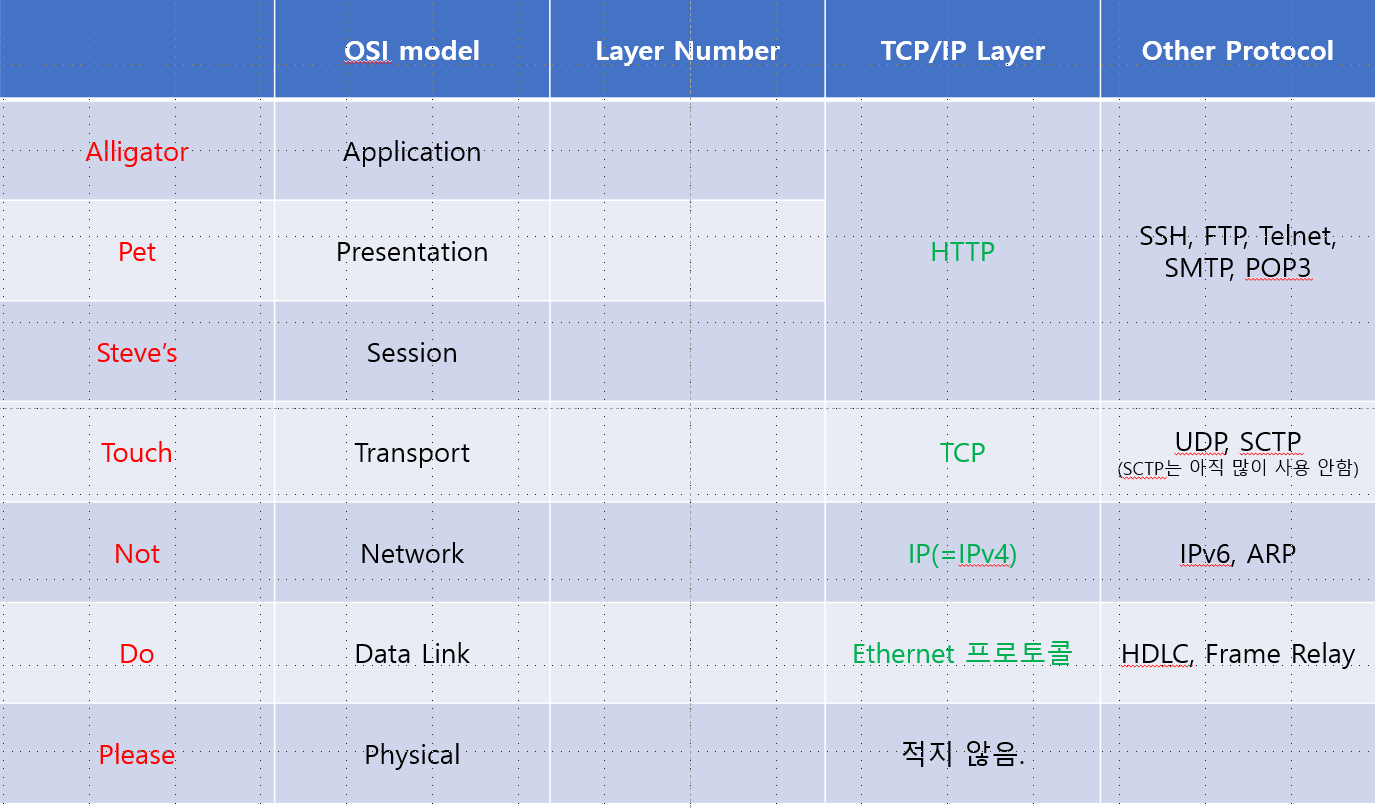 OSI model Layer Number TCP/IP Layer Other Protocol
Alligator Application
Pet Presentation HTTP SSH, FTP, Telnet,
SMTP, POP3
Steve’s Session
Touch Transport TCP UDP, SCTP
(SCTP는 아직 많이 사용 안함)
Not Network IP(=IPv4) IPv6, ARP
Do Data Link Ethernet 프로토콜 HDLC, Frame Relay
Please Physical 적지 않음.